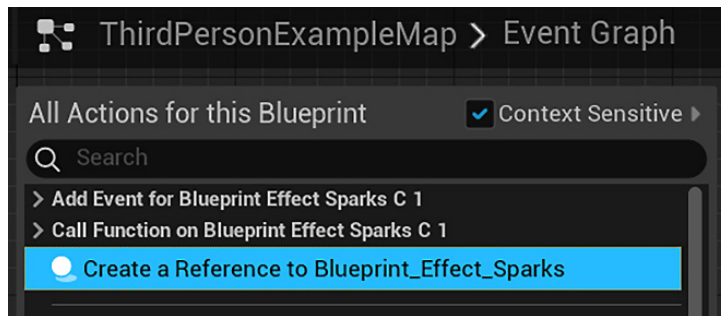 ThirdPersonExampleMap > Event Graph
All Actions for this Blueprint Context Sensitive
Search
> Add Event for Blueprint Effect Sparks C 1
> Call Function on Blueprint Effect Sparks C 1
Create a Reference to Blueprint_Effect_Sparks